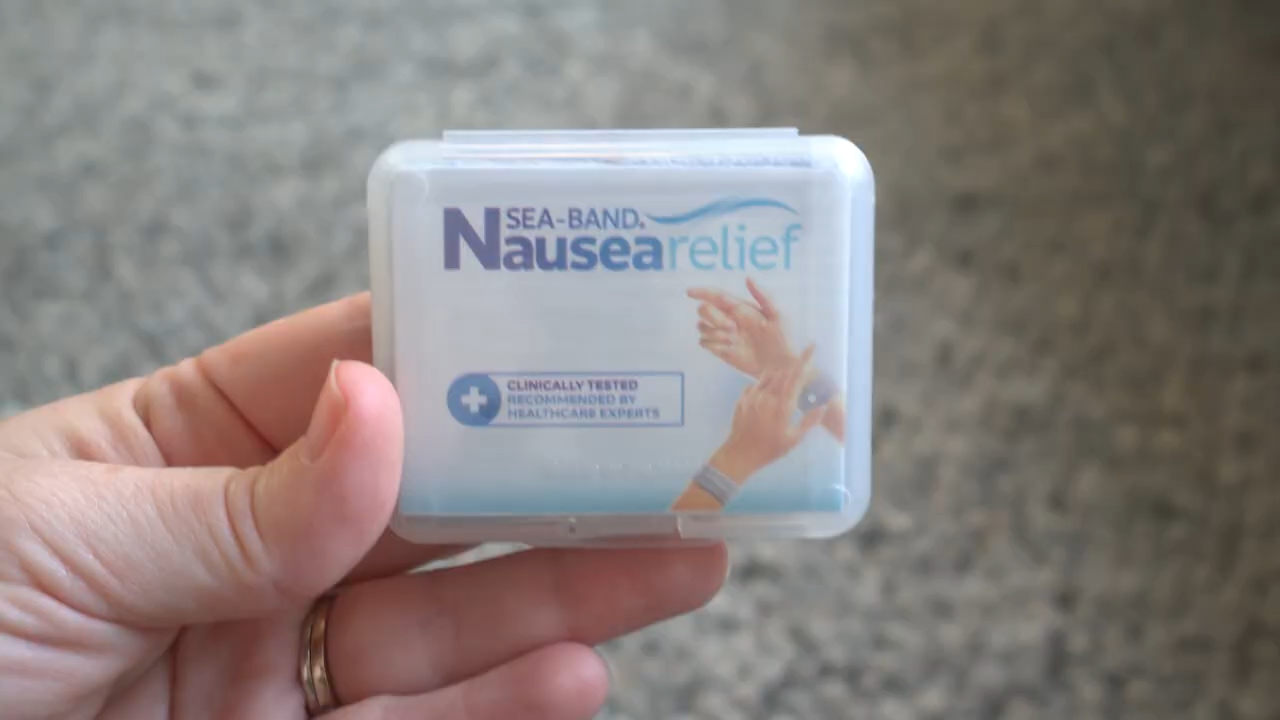 SEA-BAND®
Nausearelief
CLINICALLY TESTED
RECOMMENDED BY
HEALTHCARE EXPERTS